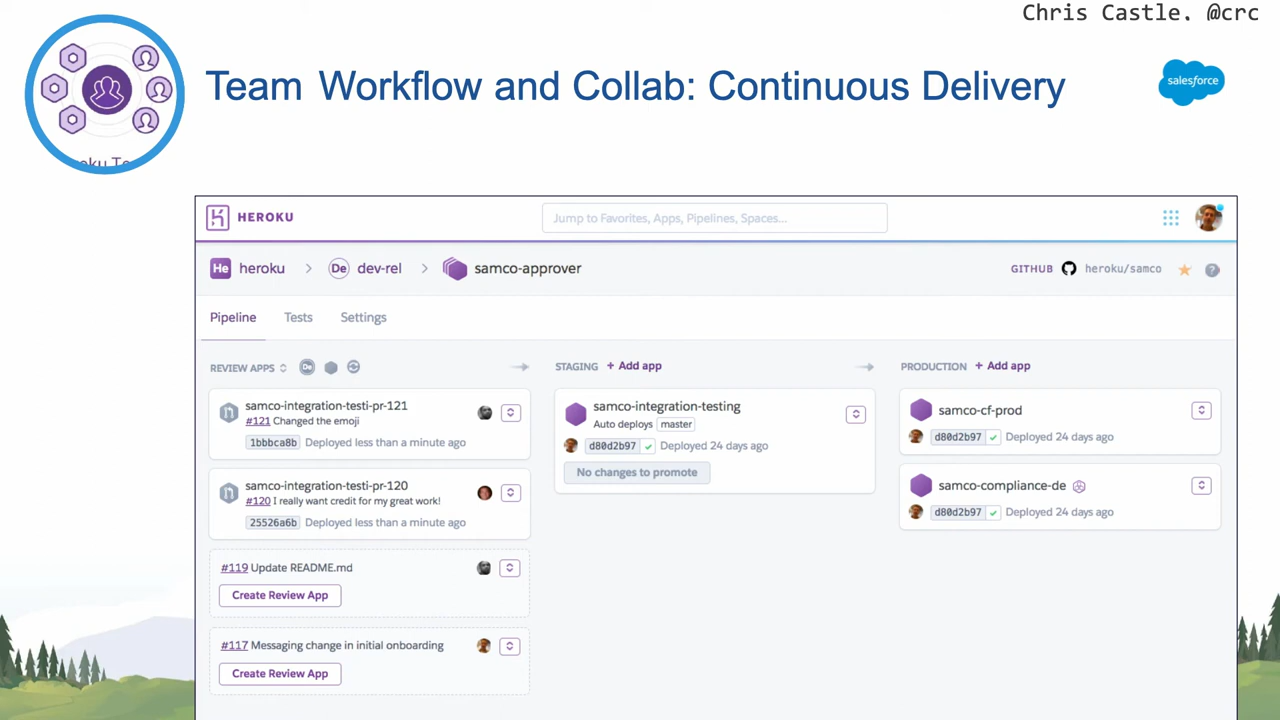 Chris Castle. @crc
Team Workflow and Collab: Continuous Delivery
salesforce
HEROKU
Jump to Favorites, Apps, Pipelines, Spaces...
He heroku > De dev-rel > samco-approver
GITHUB heroku/samco
Pipeline Tests Settings
REVIEW APPS De
samco-integration-testi-pr-121
#121 Changed the emoji
1bbbca8b Deployed less than a minute ago
samco-integration-testi-pr-120
#120 I really want credit for my great work!
25526a6b Deployed less than a minute ago
#119 Update README.md
Create Review App
#117 Messaging change in initial onboarding
Create Review App
STAGING + Add app
samco-integration-testing
Auto deploys master
d80d2b97 ✓ Deployed 24 days ago
No changes to promote
PRODUCTION + Add app
samco-cf-prod
d80d2b97 ✓ Deployed 24 days ago
samco-compliance-de
d80d2b97 ✓ Deployed 24 days ago